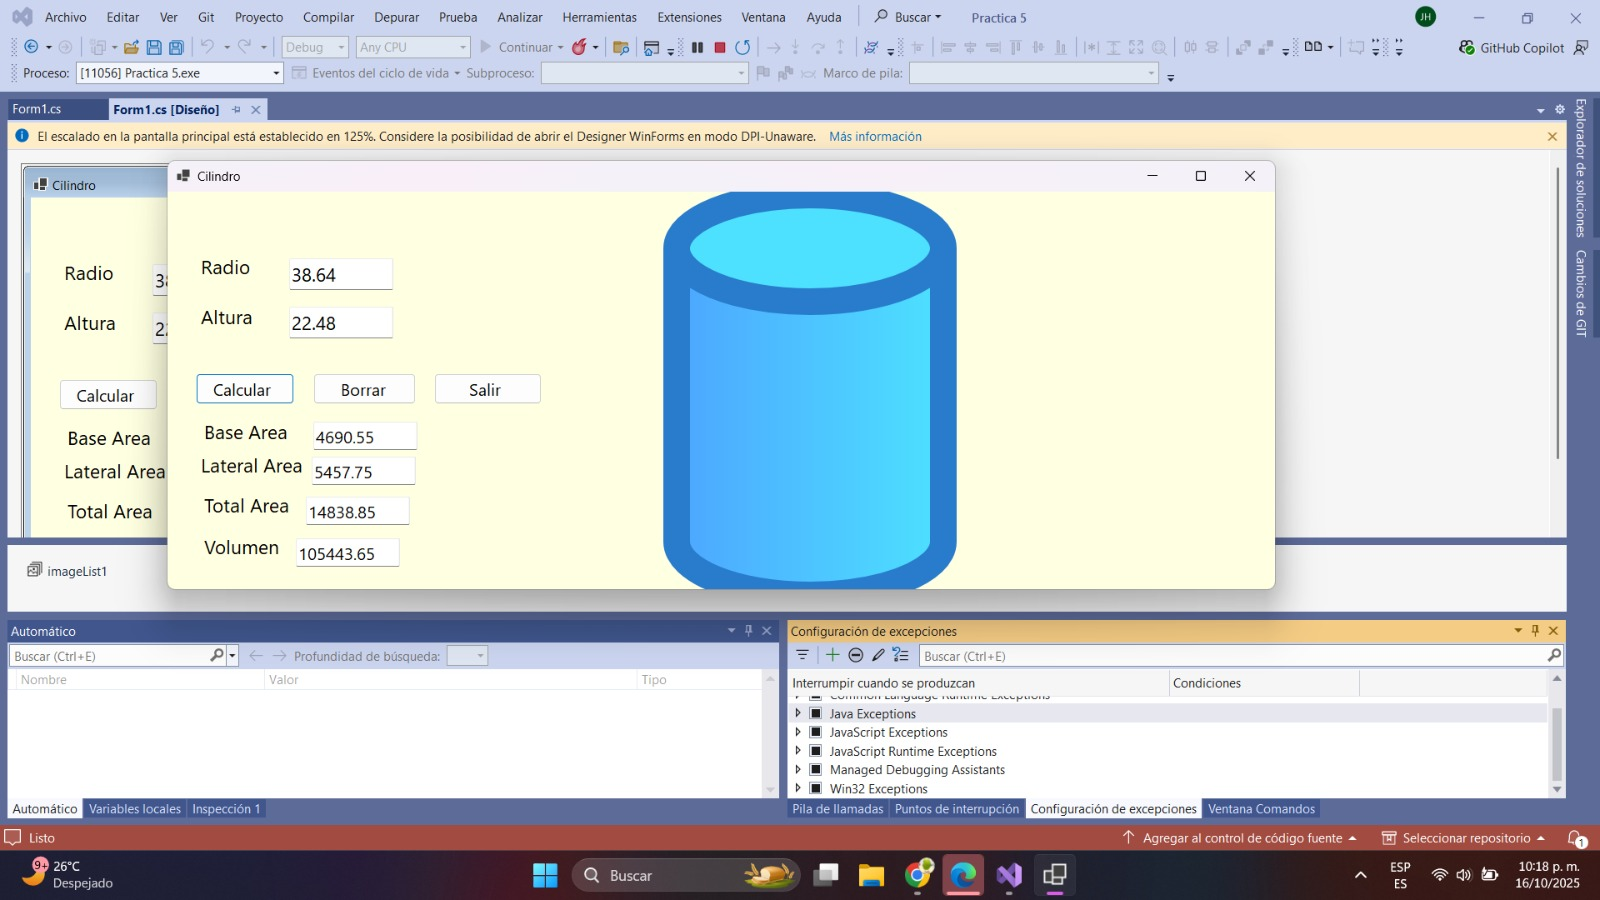 Archivo Editar Ver Git Proyecto Compilar Depurar Prueba Analizar Herramientas Extensiones Ventana Ayuda Buscar Practica 5 JH
Debug Any CPU Continuar GitHub Copilot
Proceso: [11056] Practica 5.exe Eventos del ciclo de vida Subproceso: Marco de pila:
Form1.cs Form1.cs [Diseño]
El escalado en la pantalla principal está establecido en 125%. Considere la posibilidad de abrir el Designer WinForms en modo DPI-Unaware. Más información
Explorador de soluciones
Cambios de GIT
Cilindro
Radio 38
Altura 22
Calcular
Base Area
Lateral Area
Total Area
Cilindro
Radio 38.64
Altura 22.48
Calcular Borrar Salir
Base Area 4690.55
Lateral Area 5457.75
Total Area 14838.85
Volumen 105443.65
imageList1
Automático
Buscar (Ctrl+E) Profundidad de búsqueda:
Nombre Valor Tipo
Automático Variables locales Inspección 1
Configuración de excepciones
Buscar (Ctrl+E)
Interrumpir cuando se produzcan Condiciones
Common Language Runtime Exceptions
Java Exceptions
JavaScript Exceptions
JavaScript Runtime Exceptions
Managed Debugging Assistants
Win32 Exceptions
Pila de llamadas Puntos de interrupción Configuración de excepciones Ventana Comandos
Listo Agregar al control de código fuente Seleccionar repositorio 1
9+ 26°C
Despejado
Buscar
ESP
ES
10:18 p. m.
16/10/2025